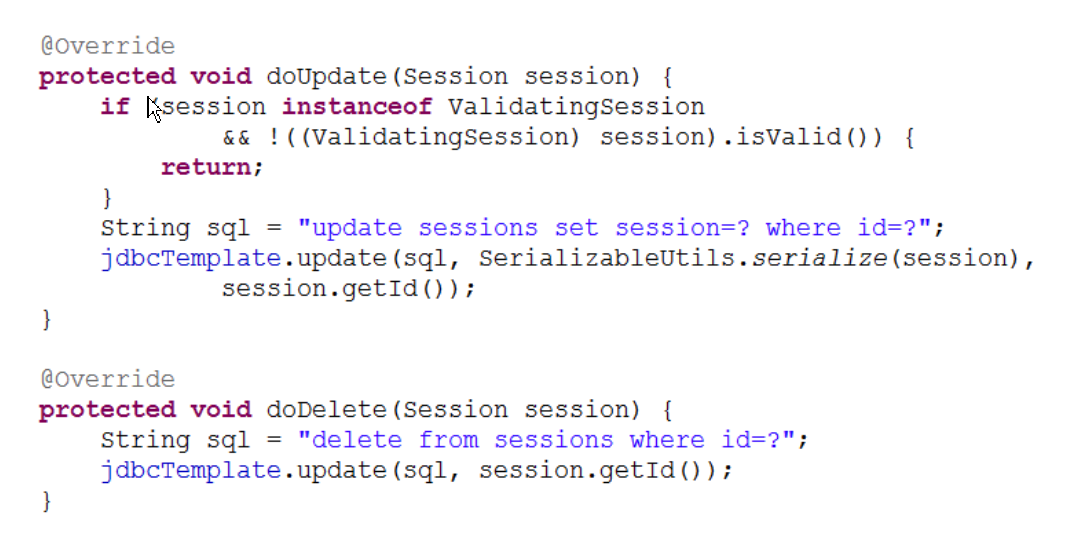 @Override
protected void doUpdate(Session session) {
    if (session instanceof ValidatingSession
            && !((ValidatingSession) session).isValid()) {
        return;
    }
    String sql = "update sessions set session=? where id=?";
    jdbcTemplate.update(sql, SerializableUtils.serialize(session),
            session.getId());
}

@Override
protected void doDelete(Session session) {
    String sql = "delete from sessions where id=?";
    jdbcTemplate.update(sql, session.getId());
}